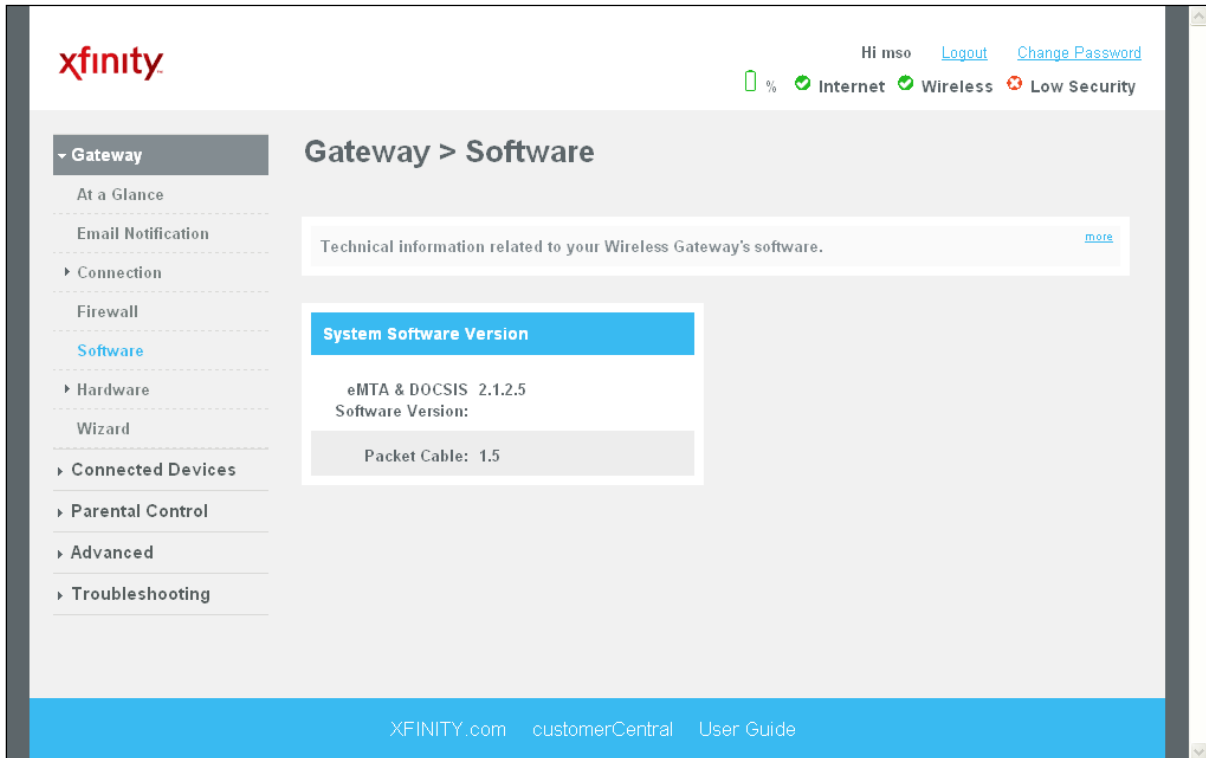 xfinity
Hi mso Logout Change Password
% Internet Wireless Low Security
Gateway
At a Glance
Email Notification
Connection
Firewall
Software
Hardware
Wizard
Connected Devices
Parental Control
Advanced
Troubleshooting
Gateway > Software
Technical information related to your Wireless Gateway's software. more
System Software Version
eMTA & DOCSIS 2.1.2.5
Software Version:
Packet Cable: 1.5
XFINITY.com customerCentral User Guide